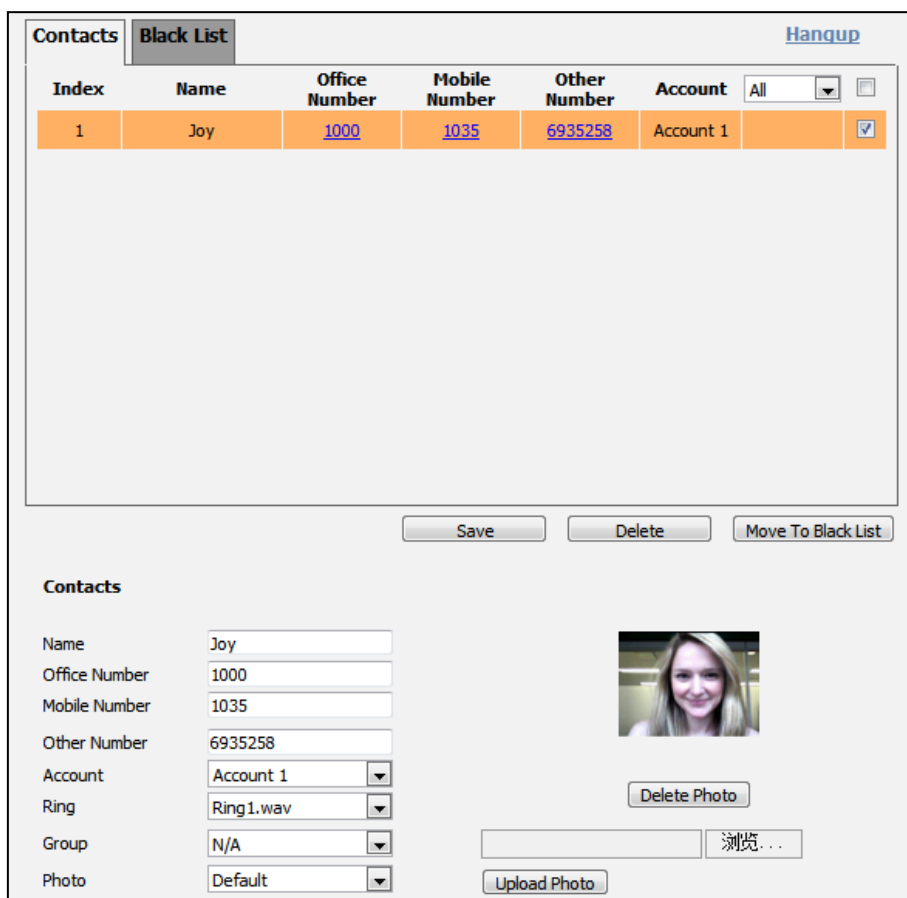 Contacts Black List Hangup
Index Name Office Number Mobile Number Other Number Account All
1 Joy 1000 1035 6935258 Account 1
Save Delete Move To Black List
Contacts
Name Joy
Office Number 1000
Mobile Number 1035
Other Number 6935258
Account Account 1
Delete Photo
Ring Ring1.wav
Group N/A 浏览...
Photo Default Upload Photo